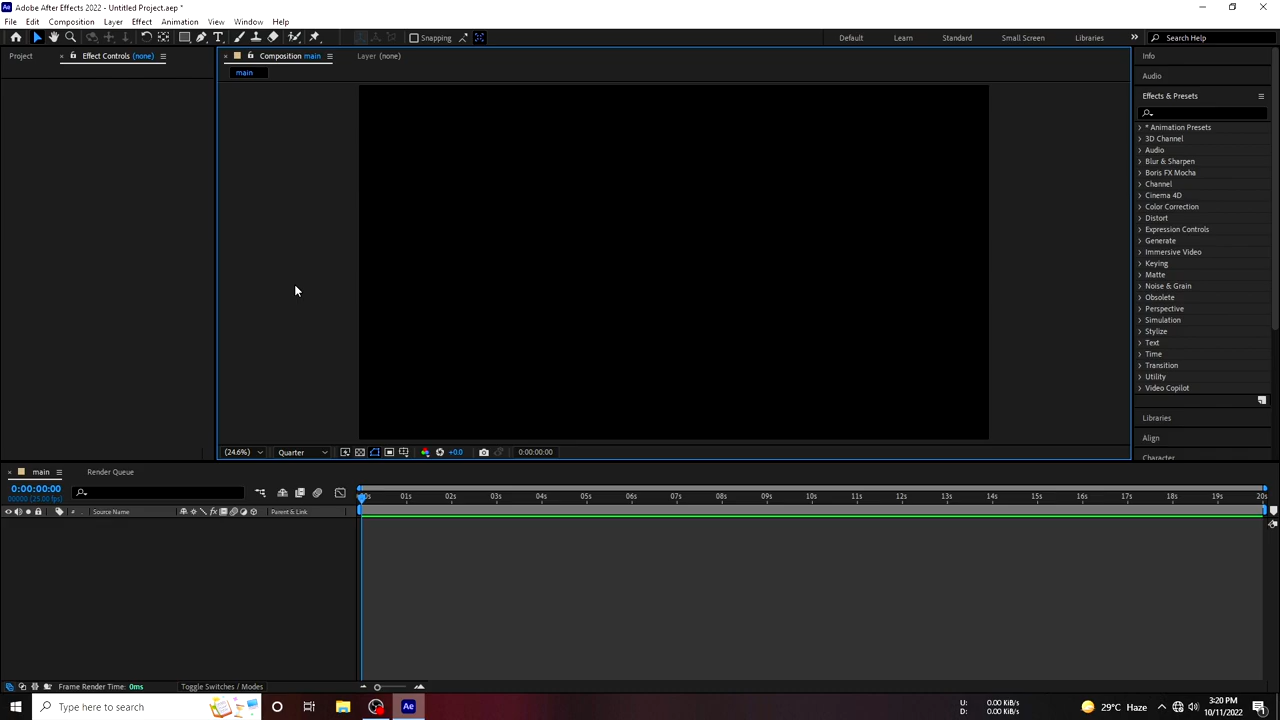 Adobe After Effects 2022 - Untitled Project.aep *
File Edit Composition Layer Effect Animation View Window Help
Snapping Default Learn Standard Small Screen Libraries Search Help
Project Effect Controls (none) Composition main Layer (none) Info
main
Audio
Effects & Presets
* Animation Presets
3D Channel
Audio
Blur & Sharpen
Boris FX Mocha
Channel
Cinema 4D
Color Correction
Distort
Expression Controls
Generate
Immersive Video
Keying
Matte
Noise & Grain
Obsolete
Perspective
Simulation
Stylize
Text
Time
Transition
Utility
Video Copilot
Libraries
Align
Character
(24.6%) Quarter +0.0 0:00:00:00
main Render Queue
0:00:00:00
00000 (25.00 fps)
00s 01s 02s 03s 04s 05s 06s 07s 08s 09s 10s 11s 12s 13s 14s 15s 16s 17s 18s 19s 20s
# Source Name Parent & Link
Frame Render Time: 0ms Toggle Switches / Modes
Type here to search
U: 0.00 KiB/s
D: 0.00 KiB/s
29°C Haze
3:20 PM
10/11/2022